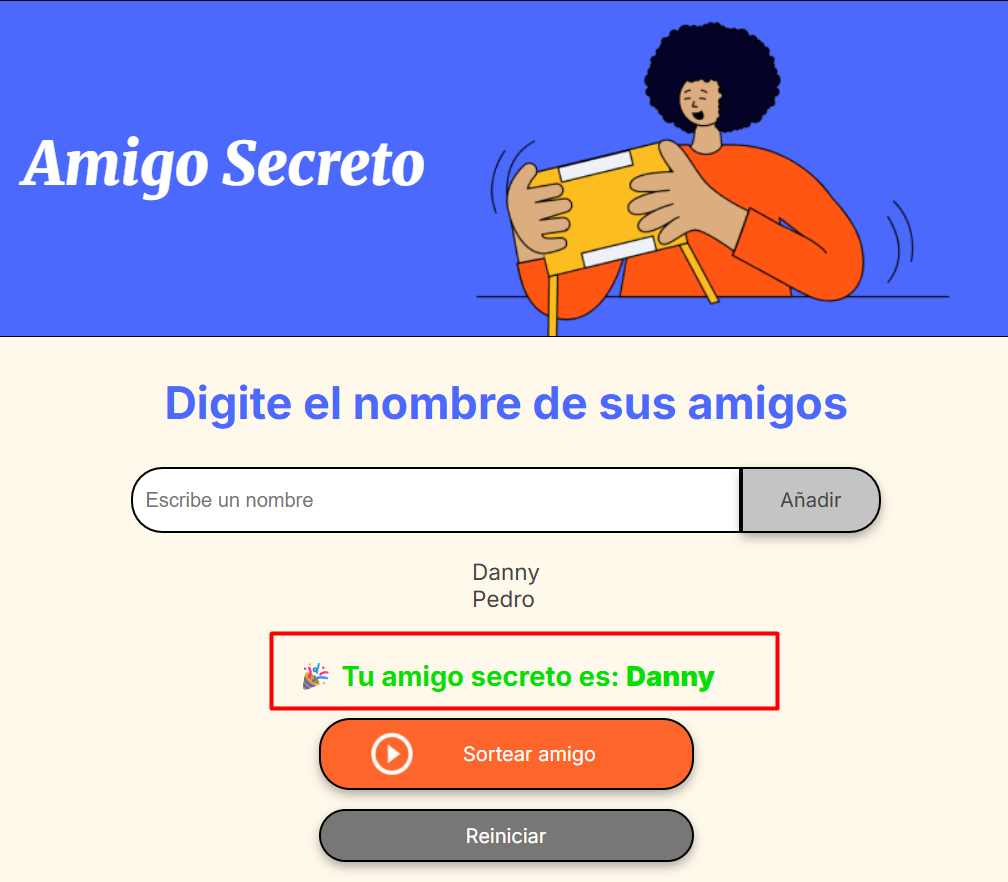 Amigo Secreto
Digite el nombre de sus amigos
Escribe un nombre
Añadir
Danny
Pedro
🎉 Tu amigo secreto es: Danny
Sortear amigo
Reiniciar